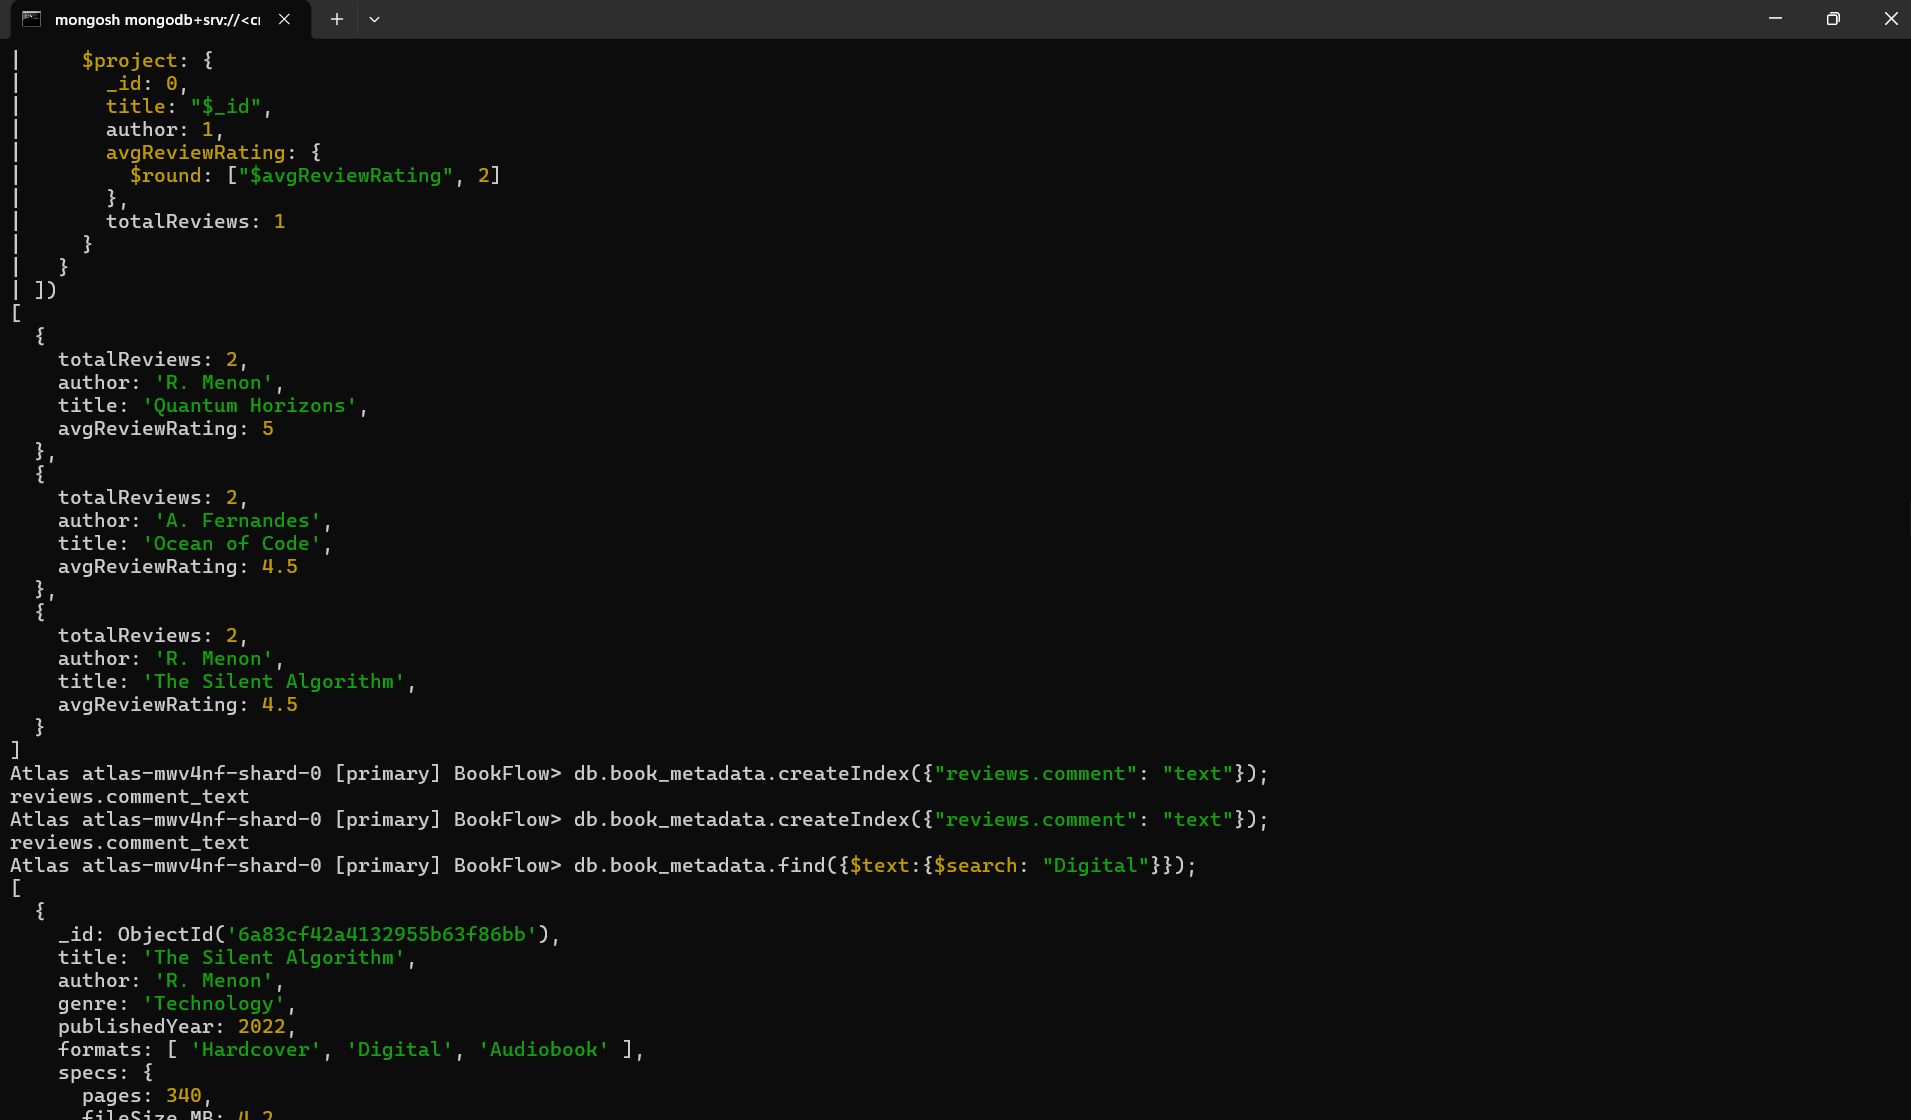 mongosh mongodb+srv://<cr
|     $project: {
|       _id: 0,
|       title: "$_id",
|       author: 1,
|       avgReviewRating: {
|         $round: ["$avgReviewRating", 2]
|       },
|       totalReviews: 1
|     }
|   }
| ])
[
  {
    totalReviews: 2,
    author: 'R. Menon',
    title: 'Quantum Horizons',
    avgReviewRating: 5
  },
  {
    totalReviews: 2,
    author: 'A. Fernandes',
    title: 'Ocean of Code',
    avgReviewRating: 4.5
  },
  {
    totalReviews: 2,
    author: 'R. Menon',
    title: 'The Silent Algorithm',
    avgReviewRating: 4.5
  }
]
Atlas atlas-mwv4nf-shard-0 [primary] BookFlow> db.book_metadata.createIndex({"reviews.comment": "text"});
reviews.comment_text
Atlas atlas-mwv4nf-shard-0 [primary] BookFlow> db.book_metadata.createIndex({"reviews.comment": "text"});
reviews.comment_text
Atlas atlas-mwv4nf-shard-0 [primary] BookFlow> db.book_metadata.find({$text:{$search: "Digital"}});
[
  {
    _id: ObjectId('6a83cf42a4132955b63f86bb'),
    title: 'The Silent Algorithm',
    author: 'R. Menon',
    genre: 'Technology',
    publishedYear: 2022,
    formats: [ 'Hardcover', 'Digital', 'Audiobook' ],
    specs: {
      pages: 340,
      fileSize_MB: 4.2